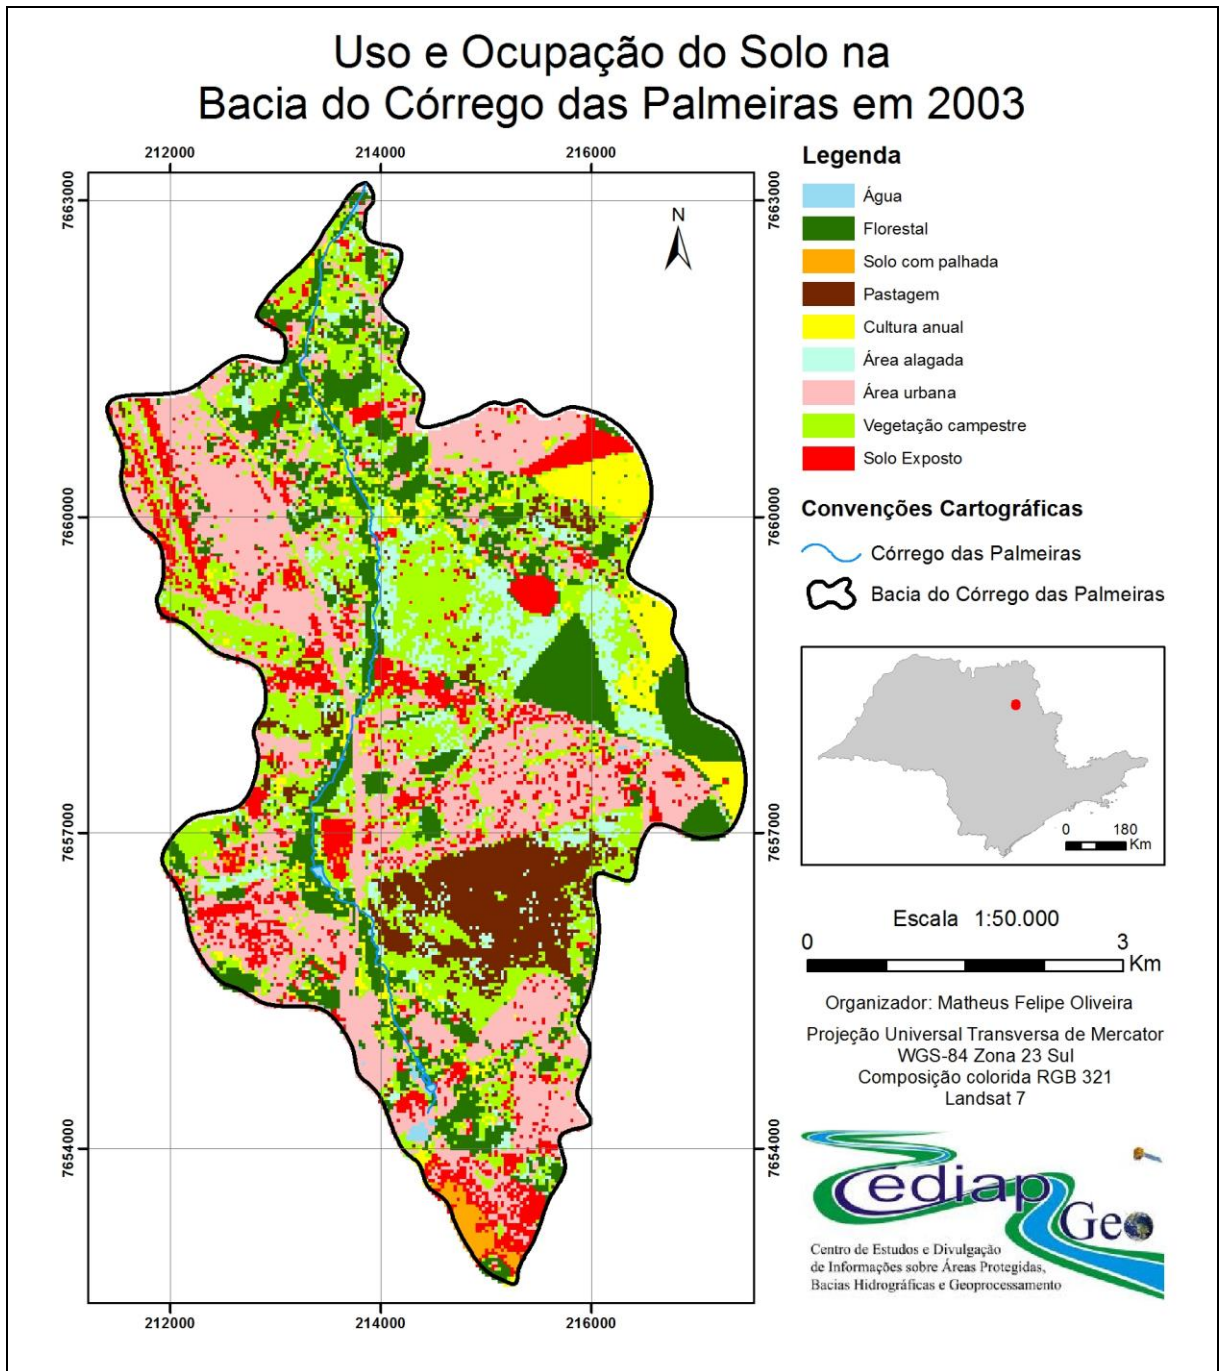 Uso e Ocupação do Solo na
Bacia do Córrego das Palmeiras em 2003
212000
214000
216000
7663000
7663000
7660000
7660000
7657000
7657000
7654000
7654000
212000
214000
216000
N
Legenda
Água
Florestal
Solo com palhada
Pastagem
Cultura anual
Área alagada
Área urbana
Vegetação campestre
Solo Exposto
Convenções Cartográficas
Córrego das Palmeiras
Bacia do Córrego das Palmeiras
0 180
Km
Escala 1:50.000
0 3
Km
Organizador: Matheus Felipe Oliveira
Projeção Universal Transversa de Mercator
WGS-84 Zona 23 Sul
Composição colorida RGB 321
Landsat 7
Cediap
Geo
Centro de Estudos e Divulgação
de Informações sobre Áreas Protegidas,
Bacias Hidrográficas e Geoprocessamento